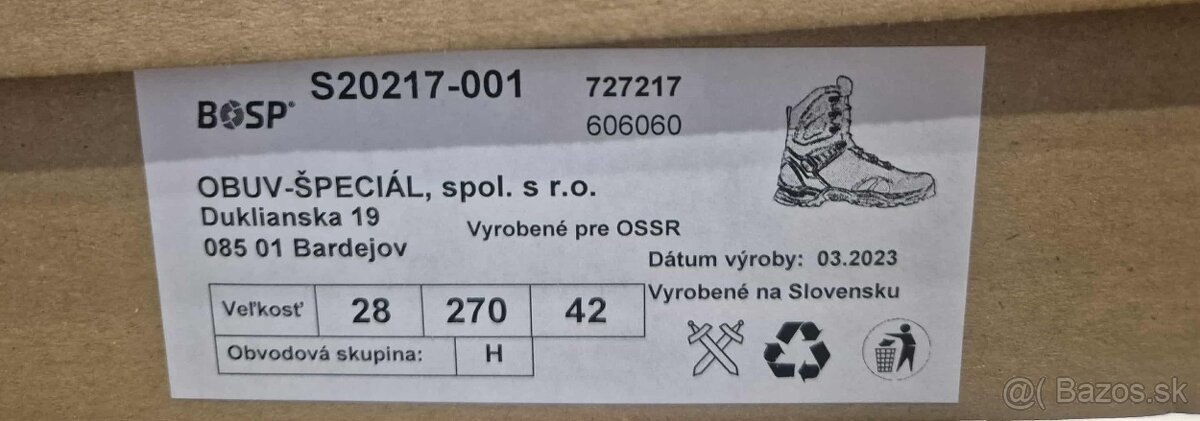 BOSP®
S20217-001
727217
606060
OBUV-ŠPECIÁL, spol. s r.o.
Duklianska 19
085 01 Bardejov
Vyrobené pre OSSR
Dátum výroby: 03.2023
Vyrobené na Slovensku
Veľkosť 28 270 42
Obvodová skupina: H
@( Bazos.sk